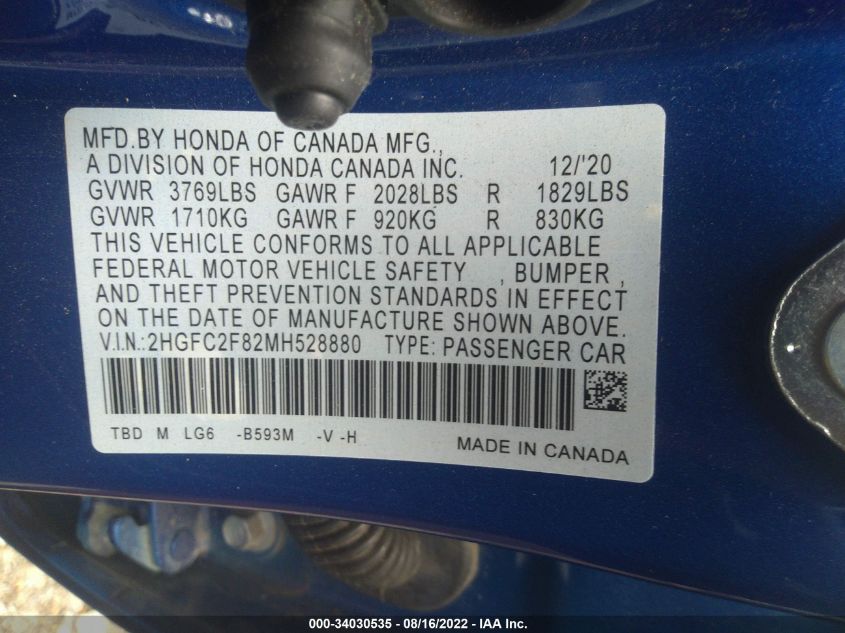 MFD.BY HONDA OF CANADA MFG.,
A DIVISION OF HONDA CANADA INC. 12/'20
GVWR 3769LBS GAWR F 2028LBS R 1829LBS
GVWR 1710KG GAWR F 920KG R 830KG
THIS VEHICLE CONFORMS TO ALL APPLICABLE
FEDERAL MOTOR VEHICLE SAFETY , BUMPER ,
AND THEFT PREVENTION STANDARDS IN EFFECT
ON THE DATE OF MANUFACTURE SHOWN ABOVE.
V.I.N.:2HGFC2F82MH528880 TYPE: PASSENGER CAR
TBD M LG6 -B593M -V -H
MADE IN CANADA
000-34030535 - 08/16/2022 - IAA Inc.